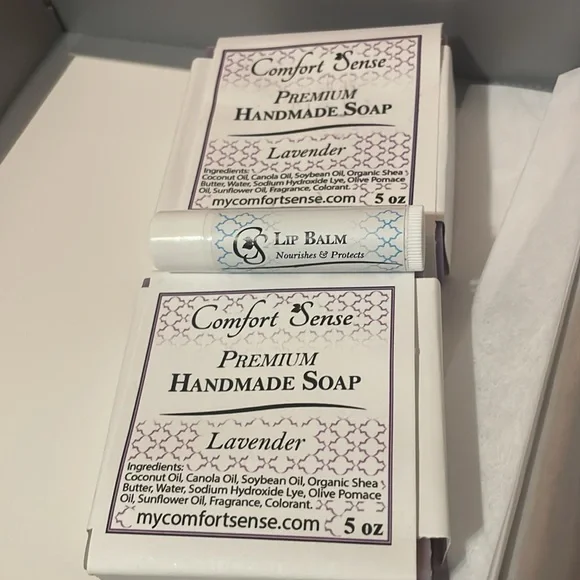 Comfort Sense
PREMIUM
HANDMADE SOAP
Lavender
Ingredients:
Coconut Oil, Canola Oil, Soybean Oil, Organic Shea
Butter, Water, Sodium Hydroxide Lye, Olive Pomace
Oil, Sunflower Oil, Fragrance, Colorant.
mycomfortsense.com 5 oz
CS LIP BALM
Nourishes & Protects
Comfort Sense
PREMIUM
HANDMADE SOAP
Lavender
Ingredients:
Coconut Oil, Canola Oil, Soybean Oil, Organic Shea
Butter, Water, Sodium Hydroxide Lye, Olive Pomace
Oil, Sunflower Oil, Fragrance, Colorant.
mycomfortsense.com 5 oz